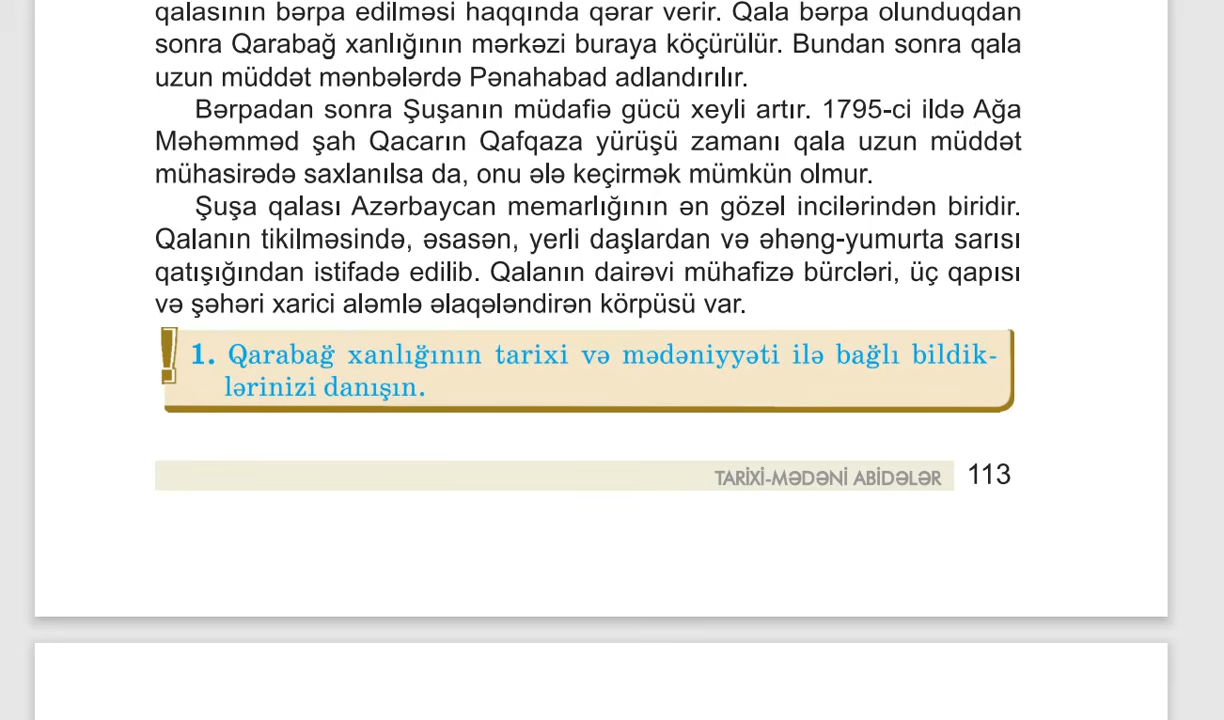 qalasının bərpa edilməsi haqqında qərar verir. Qala bərpa olunduqdan
sonra Qarabağ xanlığının mərkəzi buraya köçürülür. Bundan sonra qala
uzun müddət mənbələrdə Pənahabad adlandırılır.
Bərpadan sonra Şuşanın müdafiə gücü xeyli artır. 1795-ci ildə Ağa
Məhəmməd şah Qacarın Qafqaza yürüşü zamanı qala uzun müddət
mühasirədə saxlanılsa da, onu ələ keçirmək mümkün olmur.
Şuşa qalası Azərbaycan memarlığının ən gözəl incilərindən biridir.
Qalanın tikilməsində, əsasən, yerli daşlardan və əhəng-yumurta sarısı
qatışığından istifadə edilib. Qalanın dairəvi mühafizə bürcləri, üç qapısı
və şəhəri xarici aləmlə əlaqələndirən körpüsü var.
1. Qarabağ xanlığının tarixi və mədəniyyəti ilə bağlı bildik-
lərinizi danışın.
TARİXİ-MƏDƏNİ ABİDƏLƏR 113